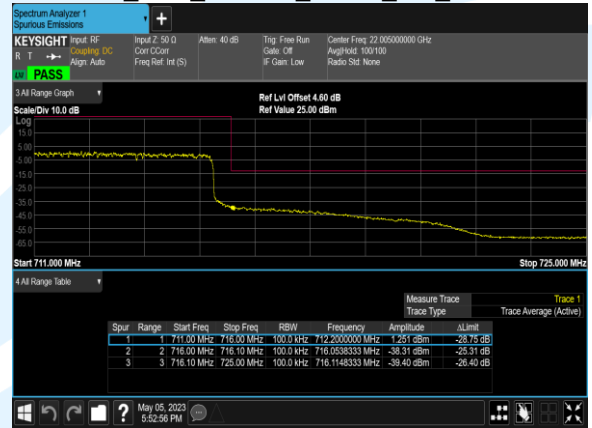 Spectrum Analyzer 1
Spurious Emissions
KEYSIGHT Input: RF Input Z: 50 Ω Atten: 40 dB Trig: Free Run Center Freq: 22.005000000 GHz
R T Coupling: DC Corr CCorr Gate: Off Avg|Hold: 100/100
Align: Auto Freq Ref: Int (S) IF Gain: Low Radio Std: None
PASS
3 All Range Graph
Ref Lvl Offset 4.60 dB
Scale/Div 10.0 dB Ref Value 25.00 dBm
Log
15.0
5.00
-5.00
-15.0
-25.0
-35.0
-45.0
-55.0
-65.0
Start 711.000 MHz Stop 725.000 MHz
4 All Range Table
Measure Trace Trace 1
Trace Type Trace Average (Active)
Spur Range Start Freq Stop Freq RBW Frequency Amplitude ΔLimit
1 1 711.00 MHz 716.00 MHz 100.0 kHz 712.2000000 MHz 1.251 dBm -28.75 dB
2 2 716.00 MHz 716.10 MHz 100.0 kHz 716.0538333 MHz -38.31 dBm -25.31 dB
3 3 716.10 MHz 725.00 MHz 100.0 kHz 716.1148333 MHz -39.40 dBm -26.40 dB
? May 05, 2023
5:52:56 PM